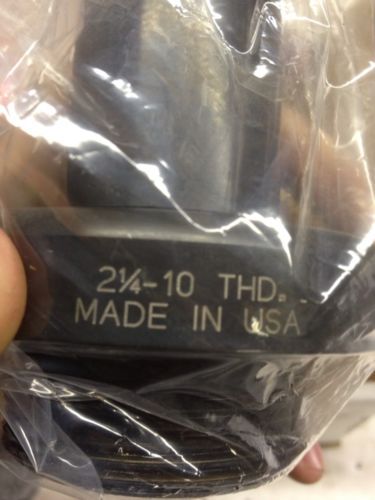 2¼-10 THD.
MADE IN USA